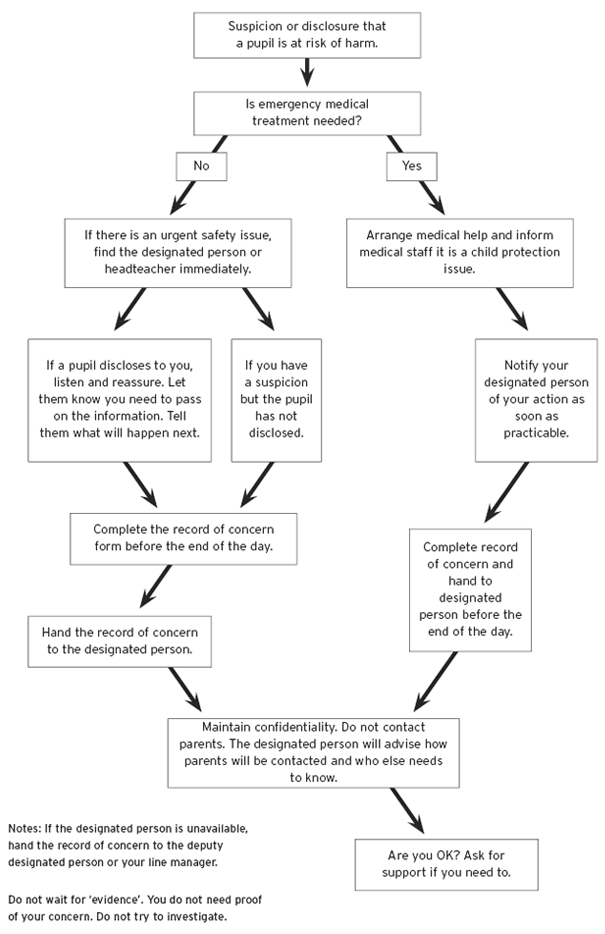 Suspicion or disclosure that
a pupil is at risk of harm.
Is emergency medical
treatment needed?
No
Yes
If there is an urgent safety issue,
find the designated person or
headteacher immediately.
Arrange medical help and inform
medical staff it is a child protection
issue.
If a pupil discloses to you,
listen and reassure. Let
them know you need to pass
on the information. Tell
them what will happen next.
If you have
a suspicion
but the pupil
has not
disclosed.
Notify your
designated person
of your action as
soon as
practicable.
Complete the record of concern
form before the end of the day.
Complete record
of concern and
hand to
designated
person before the
end of the day.
Hand the record of concern
to the designated person.
Maintain confidentiality. Do not contact
parents. The designated person will advise how
parents will be contacted and who else needs
to know.
Notes: If the designated person is unavailable,
hand the record of concern to the deputy
designated person or your line manager.
Are you OK? Ask for
support if you need to.
Do not wait for ‘evidence’. You do not need proof
of your concern. Do not try to investigate.